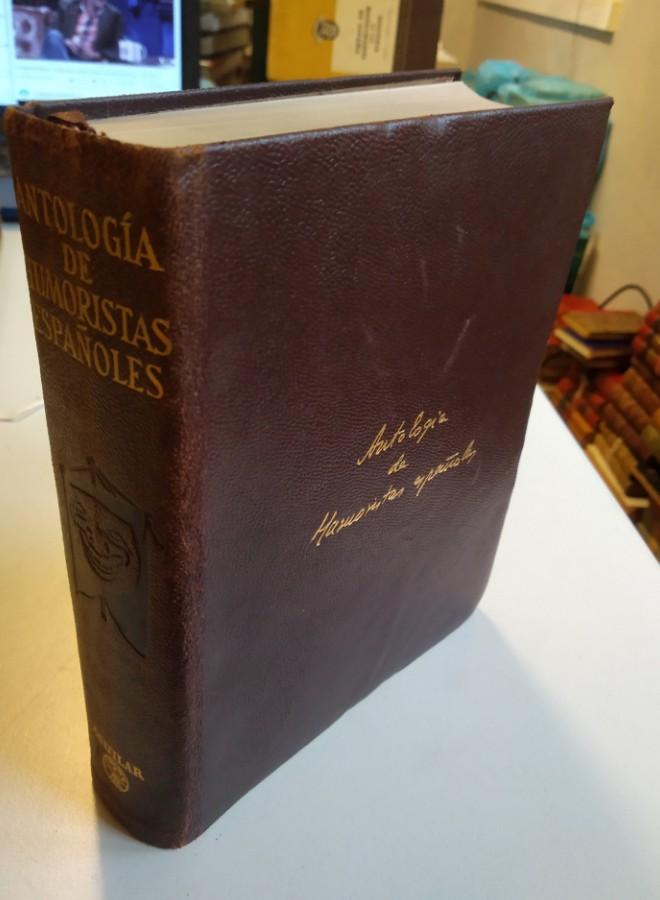 ANTOLOGÍA
DE
HUMORISTAS
ESPAÑOLES
AGUILAR
Antología
de
Humoristas españoles